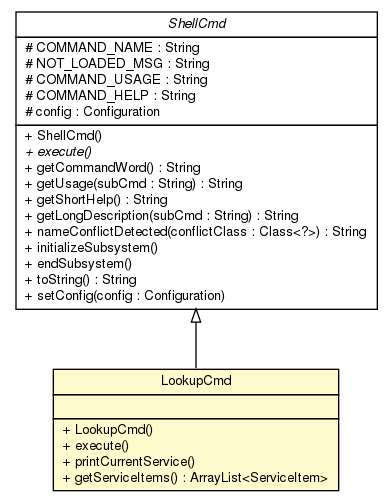 ShellCmd
# COMMAND_NAME : String
# NOT_LOADED_MSG : String
# COMMAND_USAGE : String
# COMMAND_HELP : String
# config : Configuration
+ ShellCmd()
+ execute()
+ getCommandWord() : String
+ getUsage(subCmd : String) : String
+ getShortHelp() : String
+ getLongDescription(subCmd : String) : String
+ nameConflictDetected(conflictClass : Class<?>) : String
+ initializeSubsystem()
+ endSubsystem()
+ toString() : String
+ setConfig(config : Configuration)
LookupCmd
+ LookupCmd()
+ execute()
+ printCurrentService()
+ getServiceItems() : ArrayList<ServiceItem>